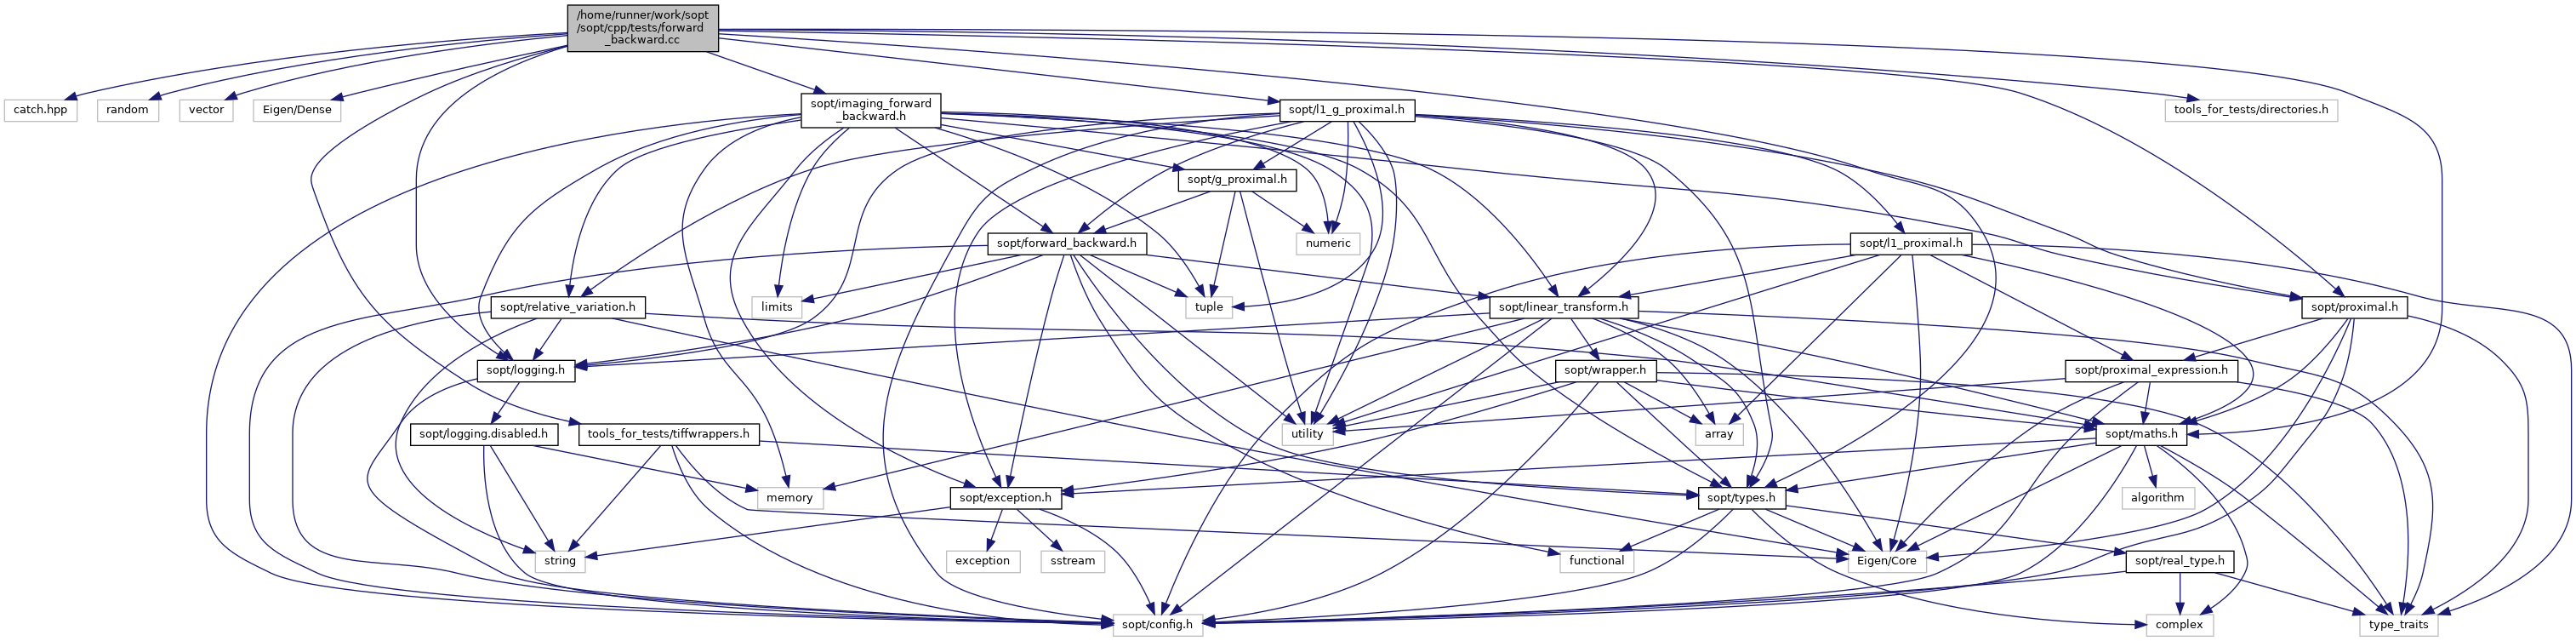 /home/runner/work/sopt
/sopt/cpp/tests/forward
_backward.cc
catch.hpp
random
vector
Eigen/Dense
sopt/imaging_forward
_backward.h
sopt/l1_g_proximal.h
tools_for_tests/directories.h
sopt/g_proximal.h
sopt/forward_backward.h
numeric
sopt/l1_proximal.h
sopt/relative_variation.h
limits
tuple
sopt/linear_transform.h
sopt/proximal.h
sopt/logging.h
sopt/wrapper.h
sopt/proximal_expression.h
sopt/logging.disabled.h
tools_for_tests/tiffwrappers.h
utility
array
sopt/maths.h
memory
sopt/exception.h
sopt/types.h
algorithm
string
exception
sstream
functional
Eigen/Core
sopt/real_type.h
sopt/config.h
complex
type_traits